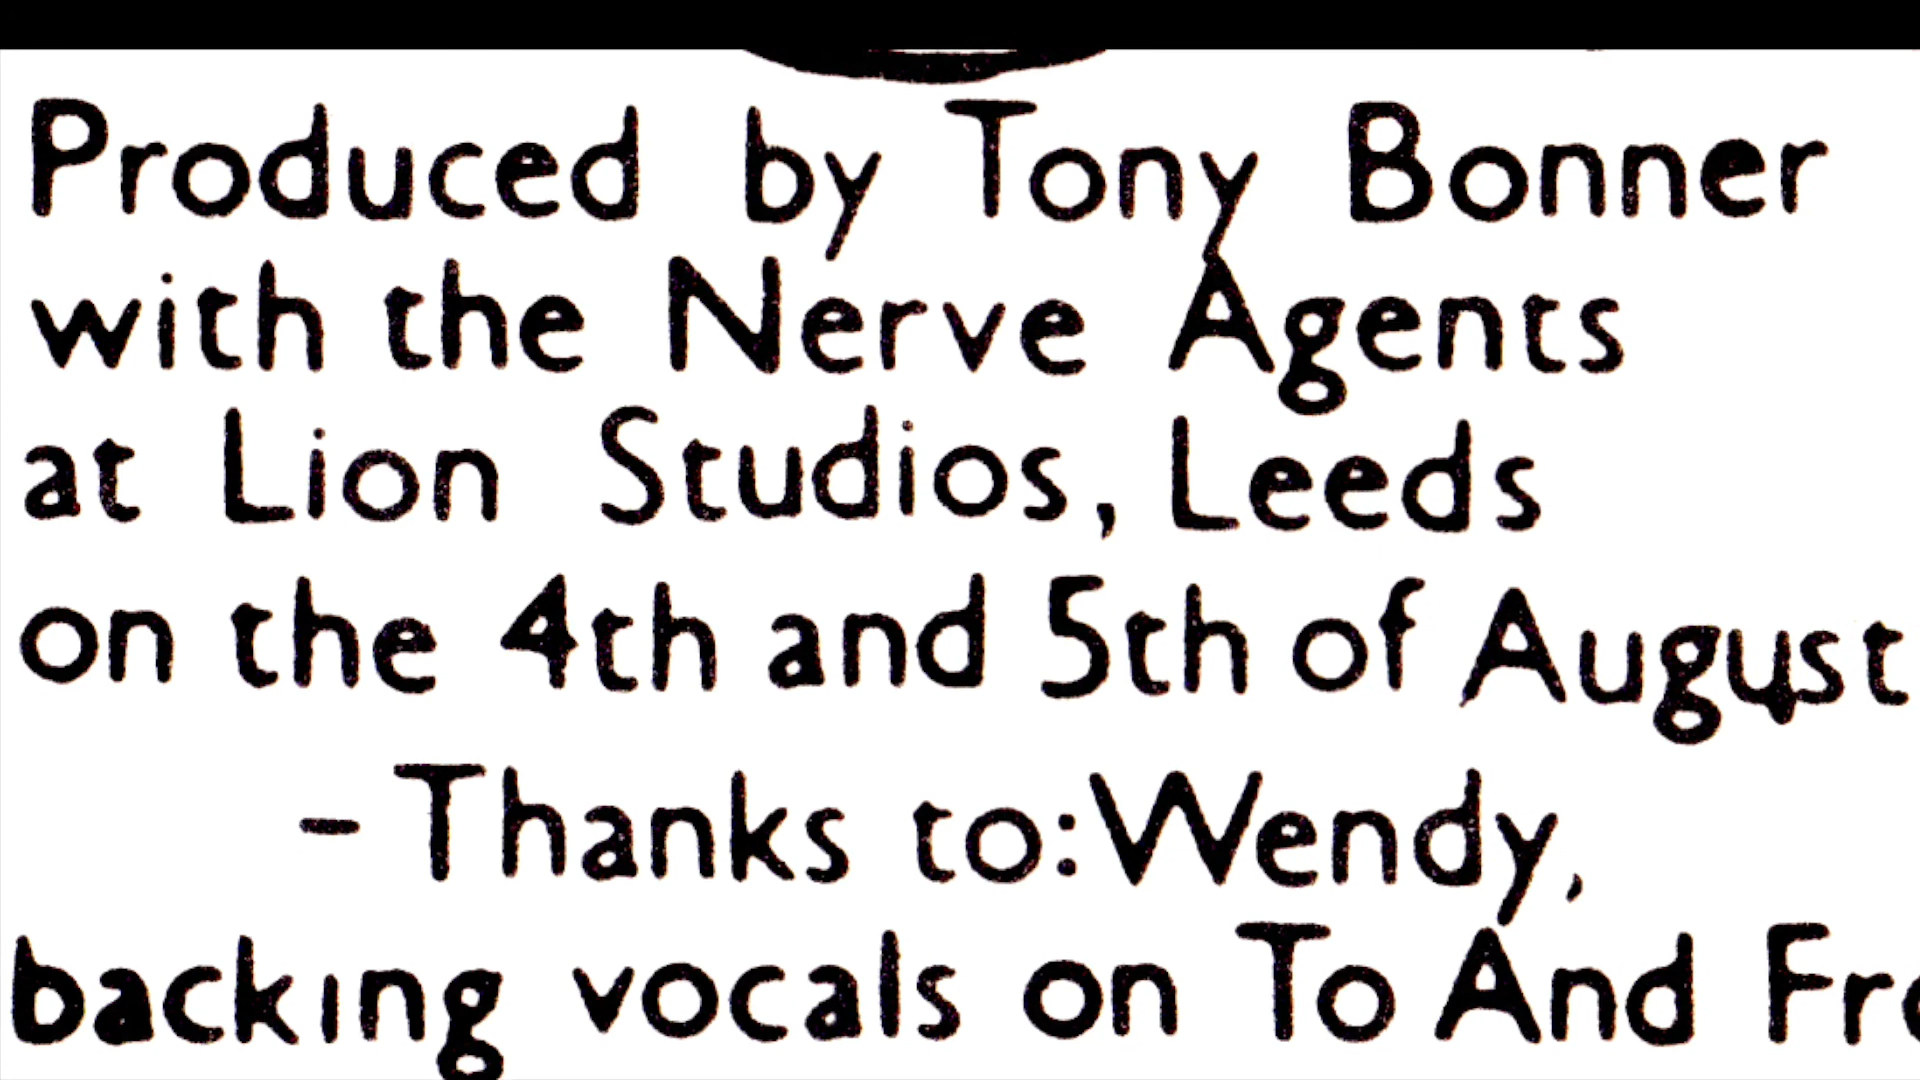 Produced by Tony Bonner
with the Nerve Agents
at Lion Studios, Leeds
on the 4th and 5th of August
- Thanks to: Wendy,
backing vocals on To And